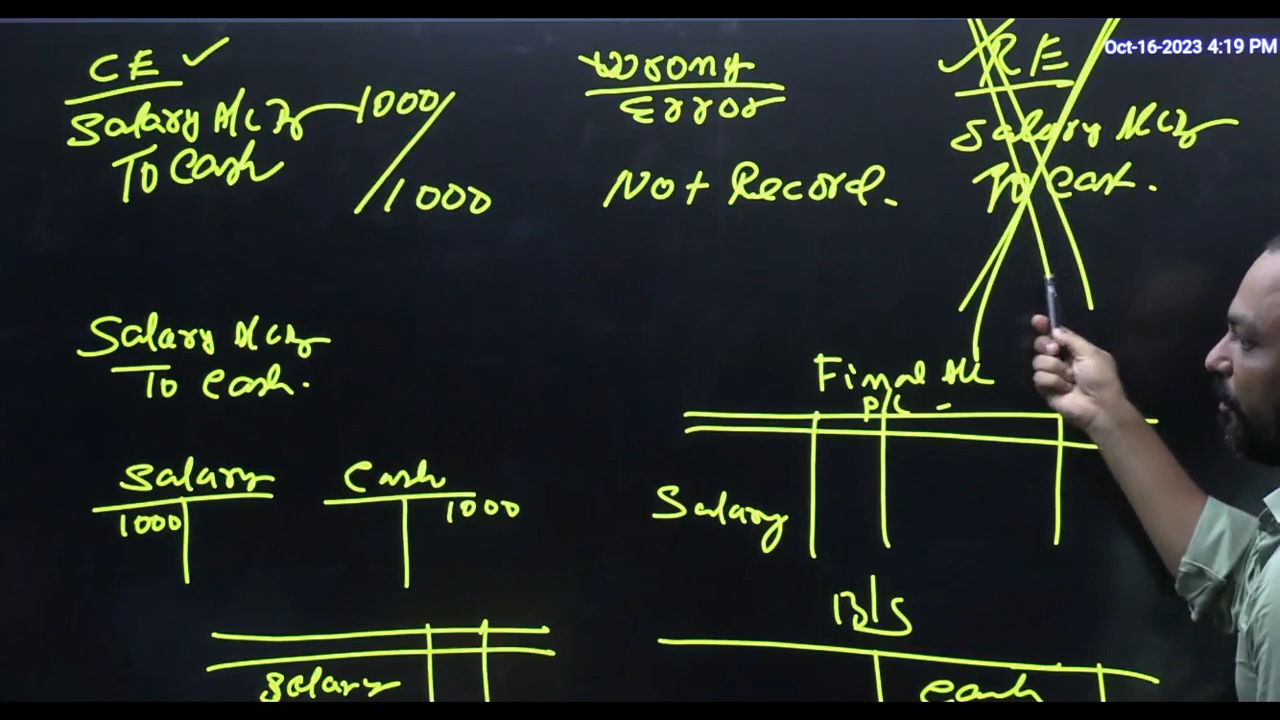 CE ✓
Salary A/c Dr 1000/
To Cash /1000
Wrong
Error
Not Record.
✓RE
Salary A/c Dr
To Cash.
Oct-16-2023 4:19 PM
Salary A/c Dr
To Cash.
Salary
1000
Cash
1000
Salary
Final A/c
P/L -
Salary
B/S
Cash